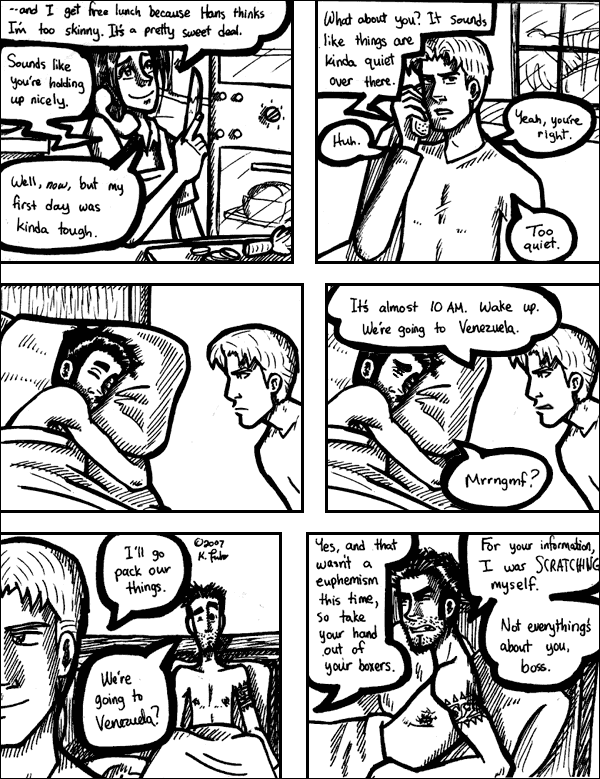 --and I get free lunch because Hans thinks
I'm too skinny. It's a pretty sweet deal.
Sounds like
you're holding
up nicely.
Well, now, but my
first day was
kinda tough.
What about you? It sounds
like things are
kinda quiet
over there.
Huh.
Yeah, you're
right.
Too
quiet.
It's almost 10 AM. Wake up.
We're going to Venezuela.
Mrrngmf?
I'll go
pack our
things.
©2007
We're
going to
Venezuela?
Yes, and that
wasn't a
euphemism
this time,
so take
your hand
out of
your boxers.
For your information,
I was SCRATCHING
myself.
Not everything's
about you,
boss.